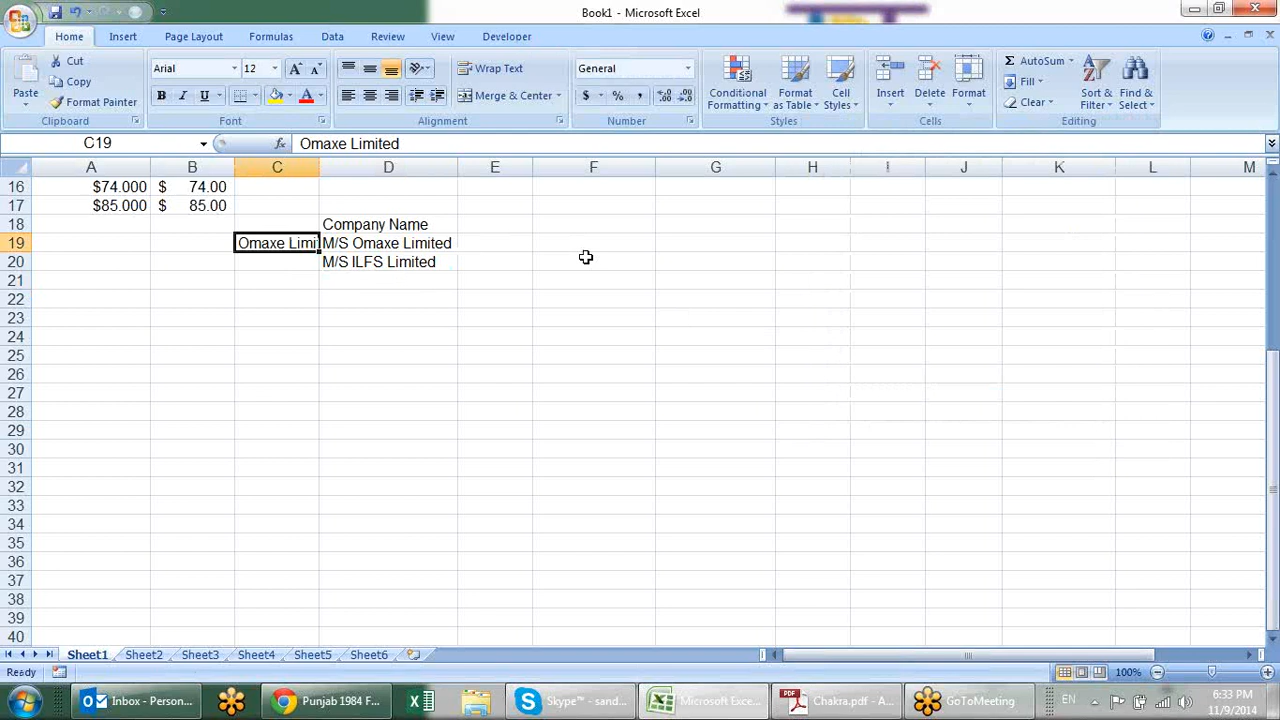 Book1 - Microsoft Excel
Home Insert Page Layout Formulas Data Review View Developer
Paste Cut Copy Format Painter Clipboard
Arial 12 Font
Wrap Text Merge & Center Alignment
General Number
Conditional Formatting Format as Table Cell Styles Styles
Insert Delete Format Cells
AutoSum Fill Clear Sort & Filter Find & Select Editing
C19 fx Omaxe Limited
A B C D E F G H I J K L M
16 $74.000 $ 74.00
17 $85.000 $ 85.00
18 Company Name
19 Omaxe Limi M/S Omaxe Limited
20 M/S ILFS Limited
21
22
23
24
25
26
27
28
29
30
31
32
33
34
35
36
37
38
39
40
Sheet1 Sheet2 Sheet3 Sheet4 Sheet5 Sheet6
Ready 100%
Inbox - Person... Punjab 1984 F... Skype™ - sand... Microsoft Exce... Chakra.pdf - A... GoToMeeting EN 6:33 PM
11/9/2014